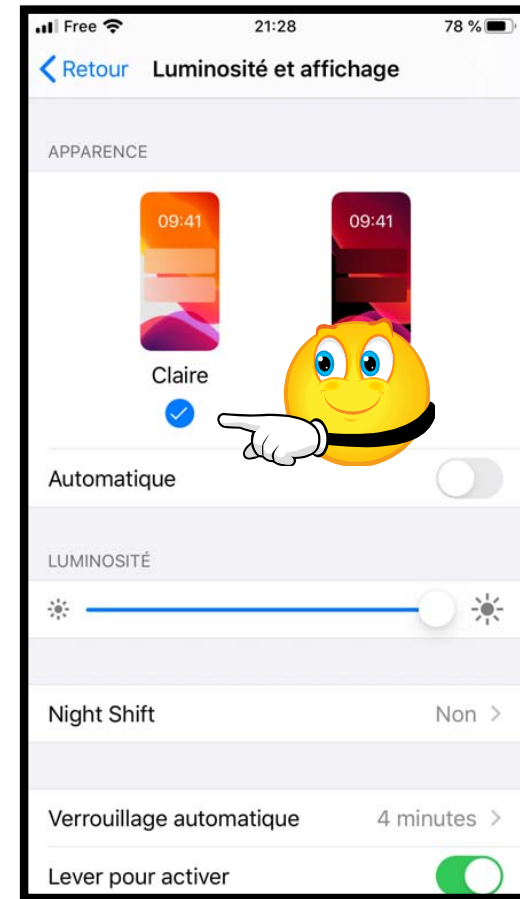 Free 21:28 78 %
Retour Luminosité et affichage
APPARENCE
09:41 09:41
Claire
Automatique
LUMINOSITÉ
Night Shift Non
Verrouillage automatique 4 minutes
Lever pour activer